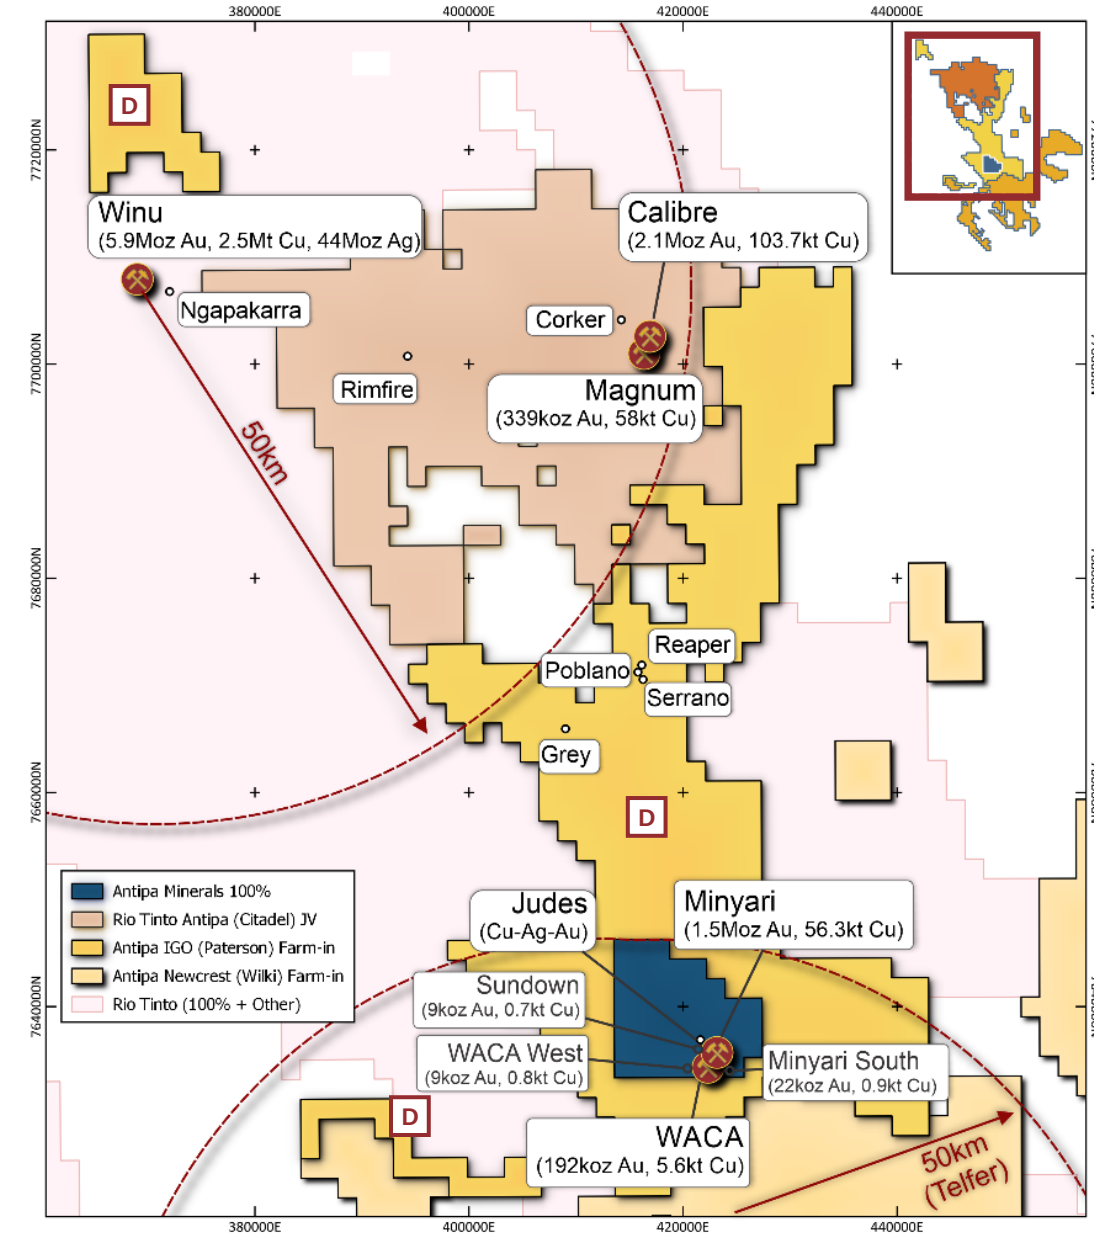 380000E
400000E
420000E
440000E
7720000N
7700000N
7680000N
7660000N
7640000N
D
Winu
(5.9Moz Au, 2.5Mt Cu, 44Moz Ag)
Calibre
(2.1Moz Au, 103.7kt Cu)
Ngapakarra
Corker
Rimfire
Magnum
(339koz Au, 58kt Cu)
50km
Reaper
Poblano
Serrano
Grey
D
Antipa Minerals 100%
Rio Tinto Antipa (Citadel) JV
Antipa IGO (Paterson) Farm-in
Antipa Newcrest (Wilki) Farm-in
Rio Tinto (100% + Other)
Judes
(Cu-Ag-Au)
Minyari
(1.5Moz Au, 56.3kt Cu)
Sundown
(9koz Au, 0.7kt Cu)
WACA West
(9koz Au, 0.8kt Cu)
Minyari South
(22koz Au, 0.9kt Cu)
D
WACA
(192koz Au, 5.6kt Cu)
50km
(Telfer)
380000E
400000E
420000E
440000E